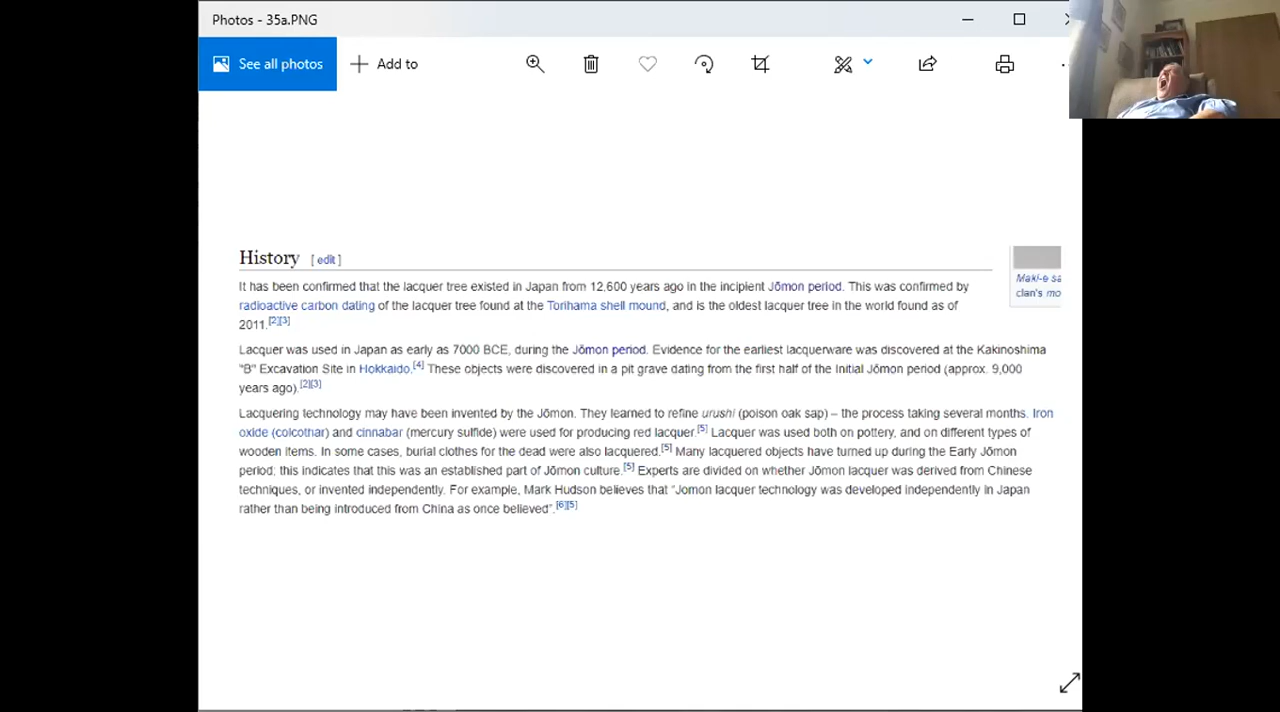 Photos - 35a.PNG
See all photos
Add to
History [ edit ]
It has been confirmed that the lacquer tree existed in Japan from 12,600 years ago in the incipient Jōmon period. This was confirmed by
radioactive carbon dating of the lacquer tree found at the Torihama shell mound, and is the oldest lacquer tree in the world found as of
2011.[2][3]
Maki-e sa
clan's mo
Lacquer was used in Japan as early as 7000 BCE, during the Jōmon period. Evidence for the earliest lacquerware was discovered at the Kakinoshima
"B" Excavation Site in Hokkaido.[4] These objects were discovered in a pit grave dating from the first half of the Initial Jōmon period (approx. 9,000
years ago).[2][3]
Lacquering technology may have been invented by the Jōmon. They learned to refine urushi (poison oak sap) – the process taking several months. Iron
oxide (colcothar) and cinnabar (mercury sulfide) were used for producing red lacquer.[5] Lacquer was used both on pottery, and on different types of
wooden items. In some cases, burial clothes for the dead were also lacquered.[5] Many lacquered objects have turned up during the Early Jōmon
period; this indicates that this was an established part of Jōmon culture.[5] Experts are divided on whether Jōmon lacquer was derived from Chinese
techniques, or invented independently. For example, Mark Hudson believes that "Jomon lacquer technology was developed independently in Japan
rather than being introduced from China as once believed".[6][5]